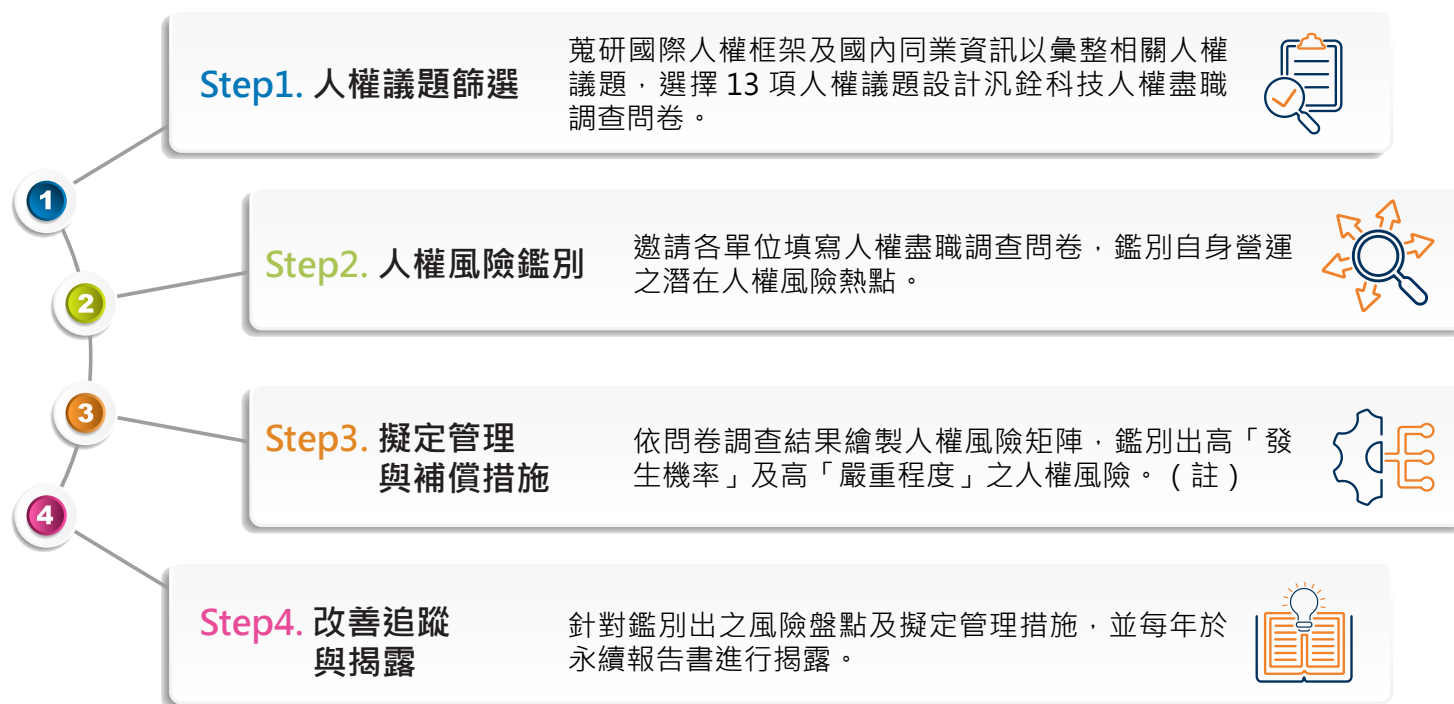 1
Step1. 人權議題篩選
蒐研國際人權框架及國內同業資訊以彙整相關人權
議題，選擇 13 項人權議題設計汎銓科技人權盡職
調查問卷。
2
Step2. 人權風險鑑別
邀請各單位填寫人權盡職調查問卷，鑑別自身營運
之潛在人權風險熱點。
3
Step3. 擬定管理
與補償措施
依問卷調查結果繪製人權風險矩陣，鑑別出高「發
生機率」及高「嚴重程度」之人權風險。（註）
4
Step4. 改善追蹤
與揭露
針對鑑別出之風險盤點及擬定管理措施，並每年於
永續報告書進行揭露。